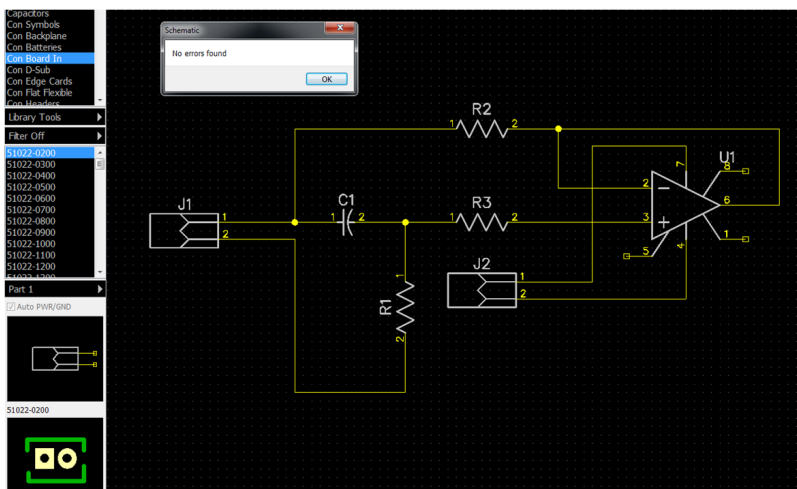 Capacitors
Con Symbols
Con Backplane
Con Batteries
Con Board In
Con D-Sub
Con Edge Cards
Con Flat Flexible
Con Headers
Library Tools
Filter Off
51022-0200
51022-0300
51022-0400
51022-0500
51022-0600
51022-0700
51022-0800
51022-0900
51022-1000
51022-1100
51022-1200
51022-1300
Part 1
Auto PWR/GND
51022-0200
Schematic
No errors found
OK
R2
1 2
U1
7 8
2
6
3
1
5
4
C1
1 2
R3
1 2
J1
1
2
J2
1
2
R1
1
2